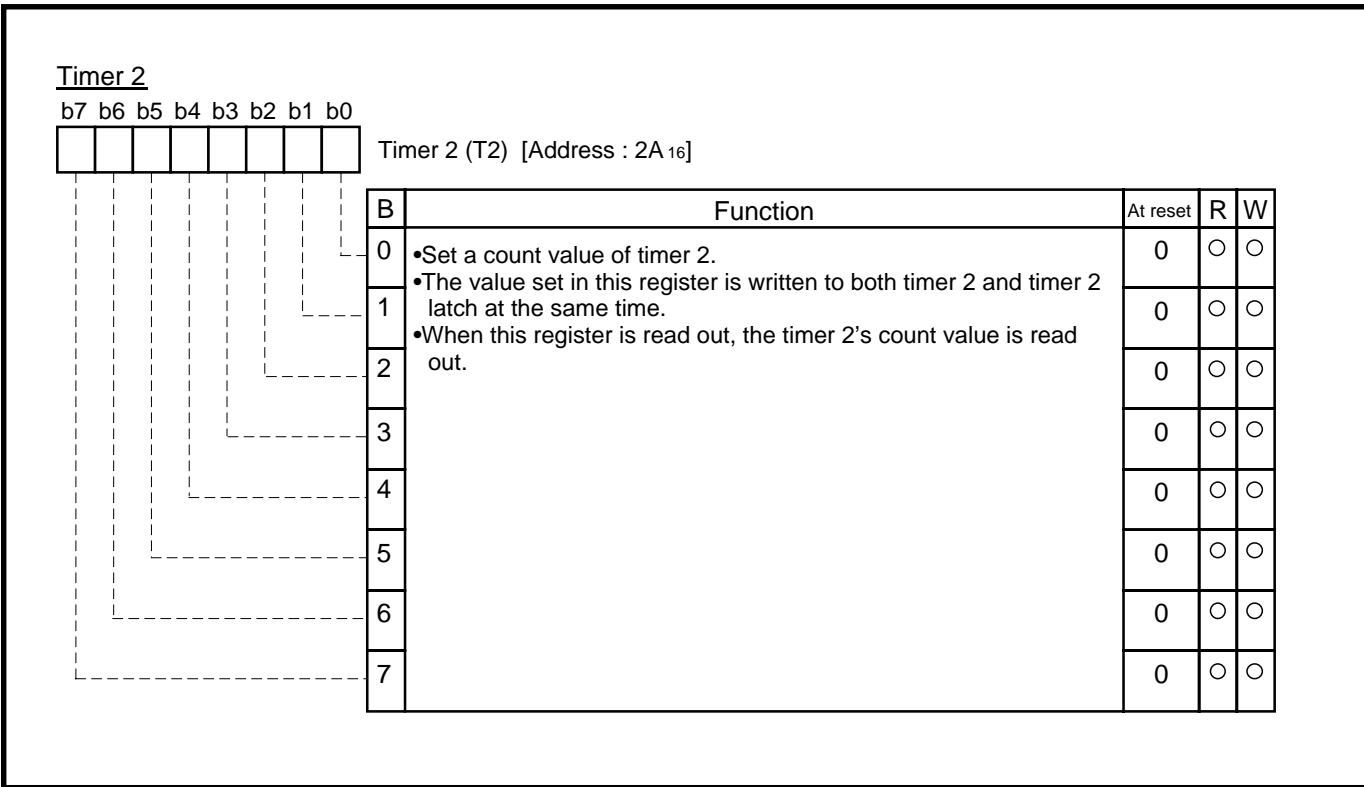 Timer 2
b7 b6 b5 b4 b3 b2 b1 b0
Timer 2 (T2) [Address : 2A 16]
B Function At reset R W
0 •Set a count value of timer 2. 0 ○ ○
•The value set in this register is written to both timer 2 and timer 2
1 latch at the same time. 0 ○ ○
•When this register is read out, the timer 2’s count value is read
2 out. 0 ○ ○
3 0 ○ ○
4 0 ○ ○
5 0 ○ ○
6 0 ○ ○
7 0 ○ ○